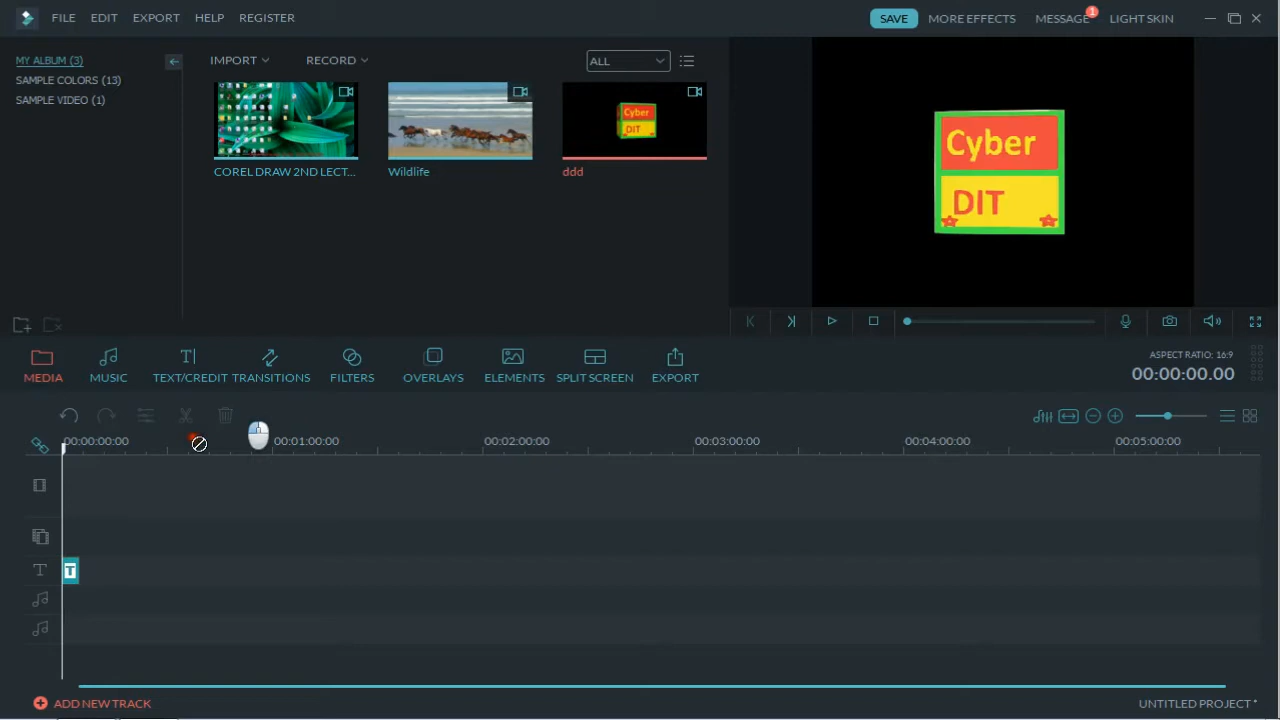 FILE EDIT EXPORT HELP REGISTER SAVE MORE EFFECTS MESSAGE 1 LIGHT SKIN
MY ALBUM (3)
SAMPLE COLORS (13)
SAMPLE VIDEO (1)
IMPORT RECORD ALL
Cyber
DIT
COREL DRAW 2ND LECT... Wildlife ddd
Cyber
DIT
MEDIA MUSIC TEXT/CREDIT TRANSITIONS FILTERS OVERLAYS ELEMENTS SPLIT SCREEN EXPORT
ASPECT RATIO: 16:9
00:00:00.00
00:00:00:00 00:01:00:00 00:02:00:00 00:03:00:00 00:04:00:00 00:05:00:00
T T
ADD NEW TRACK UNTITLED PROJECT *